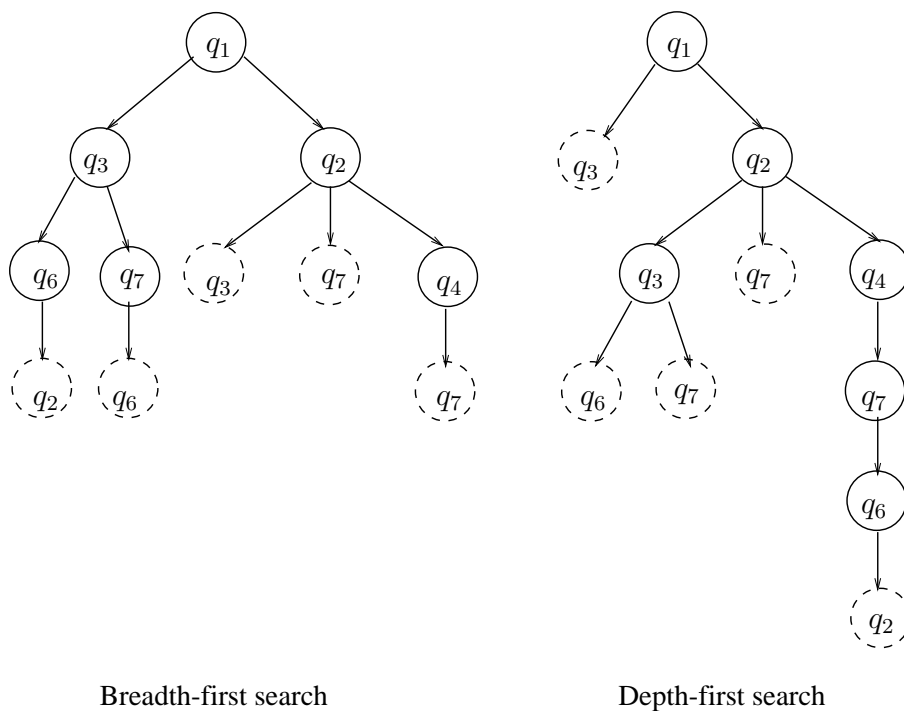 q1 q1
q3 q2 q3 q2
q6 q7 q3 q7 q4 q3 q7 q4
q2 q6 q7 q6 q7 q7
q6
q2
Breadth-first search Depth-first search